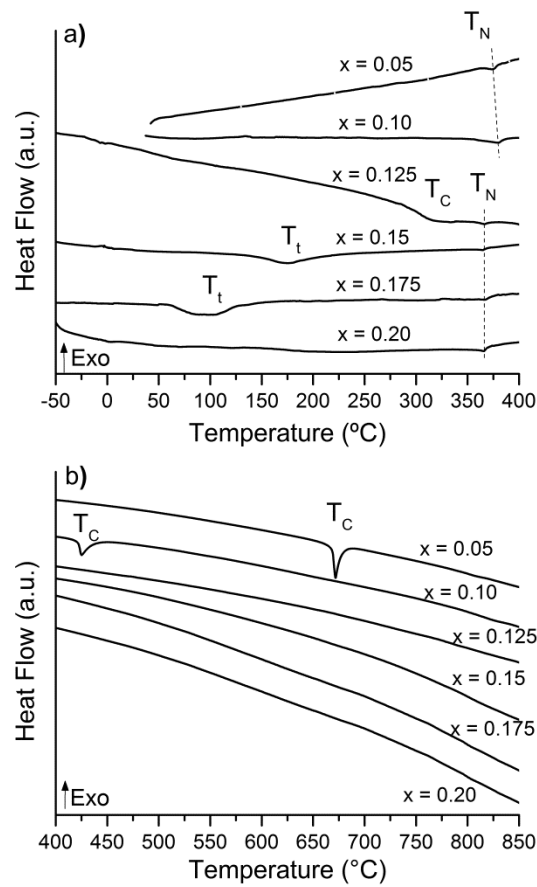 a)
T_N
x = 0.05
x = 0.10
x = 0.125
T_C
T_N
T_t
x = 0.15
T_t
x = 0.175
x = 0.20
Exo
Heat Flow (a.u.)
-50 0 50 100 150 200 250 300 350 400
Temperature (ºC)
b)
T_C
T_C
x = 0.05
x = 0.10
x = 0.125
x = 0.15
x = 0.175
x = 0.20
Exo
Heat Flow (a.u.)
400 450 500 550 600 650 700 750 800 850
Temperature (°C)